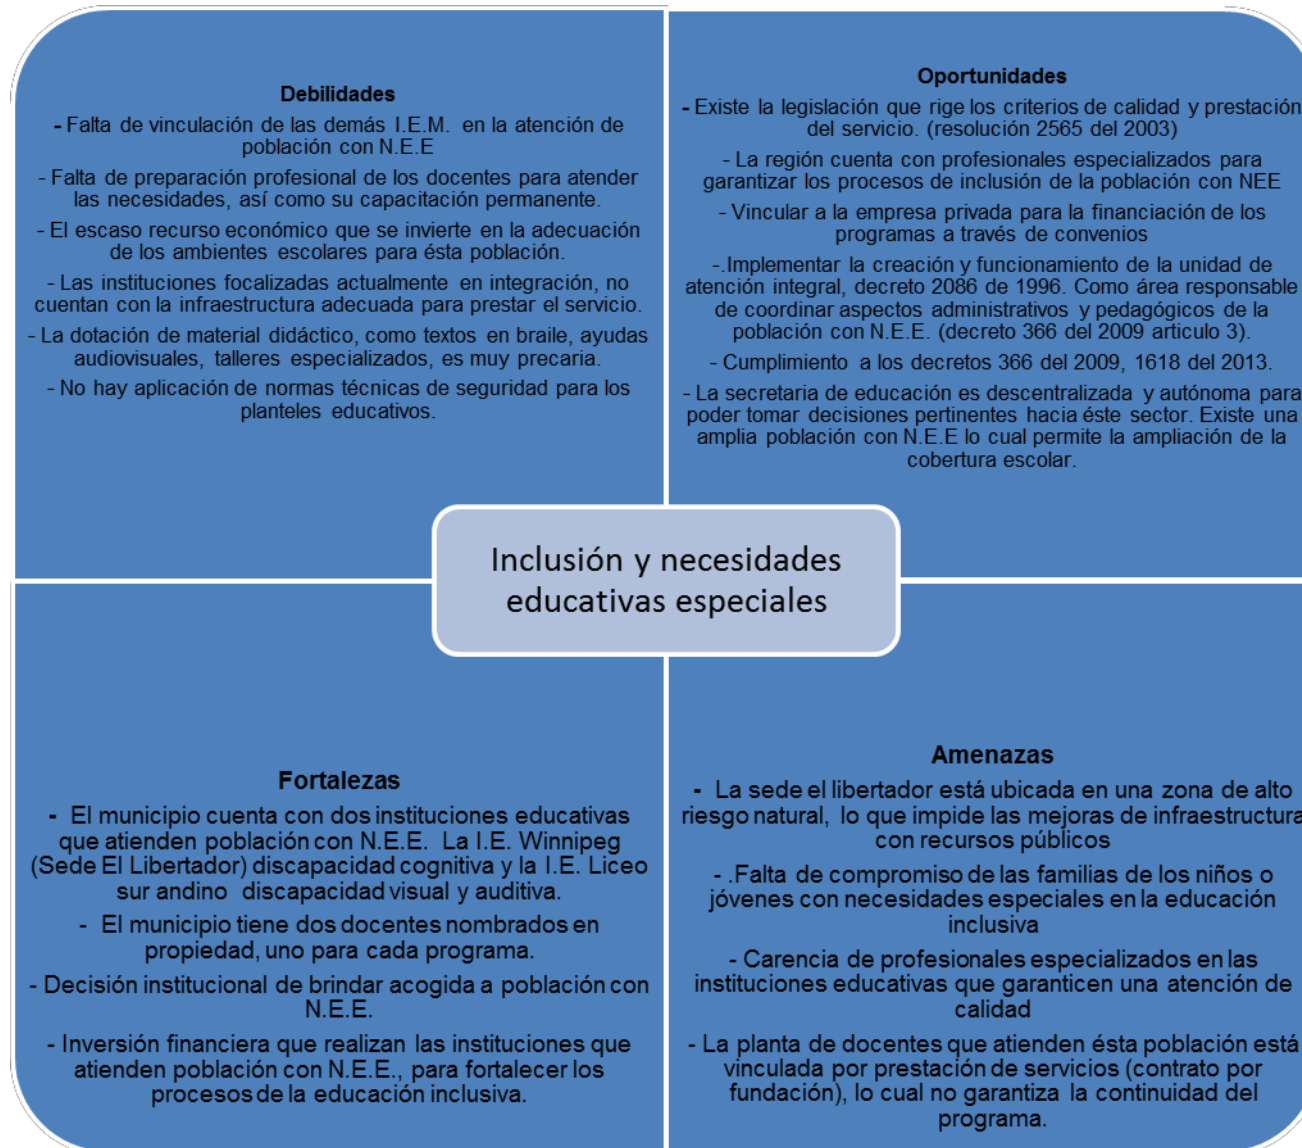 Debilidades
- Falta de vinculación de las demás I.E.M. en la atención de
población con N.E.E
- Falta de preparación profesional de los docentes para atender
las necesidades, así como su capacitación permanente.
- El escaso recurso económico que se invierte en la adecuación
de los ambientes escolares para ésta población.
- Las instituciones focalizadas actualmente en integración, no
cuentan con la infraestructura adecuada para prestar el servicio.
- La dotación de material didáctico, como textos en braile, ayudas
audiovisuales, talleres especializados, es muy precaria.
- No hay aplicación de normas técnicas de seguridad para los
planteles educativos.
Oportunidades
- Existe la legislación que rige los criterios de calidad y prestación
del servicio. (resolución 2565 del 2003)
- La región cuenta con profesionales especializados para
garantizar los procesos de inclusión de la población con NEE
- Vincular a la empresa privada para la financiación de los
programas a través de convenios
-.Implementar la creación y funcionamiento de la unidad de
atención integral, decreto 2086 de 1996. Como área responsable
de coordinar aspectos administrativos y pedagógicos de la
población con N.E.E. (decreto 366 del 2009 articulo 3).
- Cumplimiento a los decretos 366 del 2009, 1618 del 2013.
- La secretaria de educación es descentralizada y autónoma para
poder tomar decisiones pertinentes hacia éste sector. Existe una
amplia población con N.E.E lo cual permite la ampliación de la
cobertura escolar.
Inclusión y necesidades
educativas especiales
Fortalezas
- El municipio cuenta con dos instituciones educativas
que atienden población con N.E.E. La I.E. Winnipeg
(Sede El Libertador) discapacidad cognitiva y la I.E. Liceo
sur andino discapacidad visual y auditiva.
- El municipio tiene dos docentes nombrados en
propiedad, uno para cada programa.
- Decisión institucional de brindar acogida a población con
N.E.E.
- Inversión financiera que realizan las instituciones que
atienden población con N.E.E., para fortalecer los
procesos de la educación inclusiva.
Amenazas
- La sede el libertador está ubicada en una zona de alto
riesgo natural, lo que impide las mejoras de infraestructura
con recursos públicos
- .Falta de compromiso de las familias de los niños o
jóvenes con necesidades especiales en la educación
inclusiva
- Carencia de profesionales especializados en las
instituciones educativas que garanticen una atención de
calidad
- La planta de docentes que atienden ésta población está
vinculada por prestación de servicios (contrato por
fundación), lo cual no garantiza la continuidad del
programa.